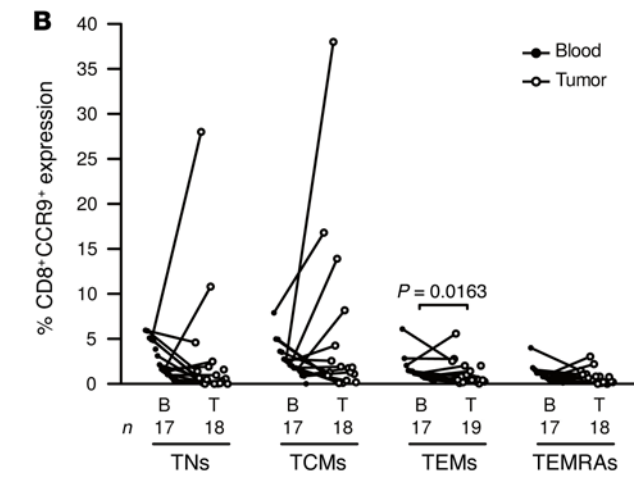 B
% CD8+CCR9+ expression
40
35
30
25
20
15
10
5
0
Blood
Tumor
P = 0.0163
B T B T B T B T
n 17 18 17 18 17 19 17 18
TNs TCMs TEMs TEMRAs